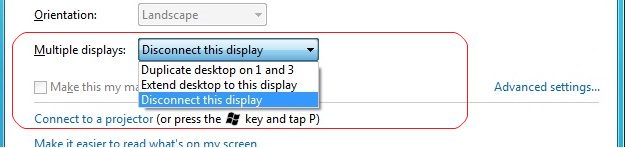 Orientation: Landscape
Multiple displays: Disconnect this display
Duplicate desktop on 1 and 3
Extend desktop to this display
Disconnect this display
Make this my ma
Advanced settings...
Connect to a projector (or press the key and tap P)
Make it easier to read what's on my screen